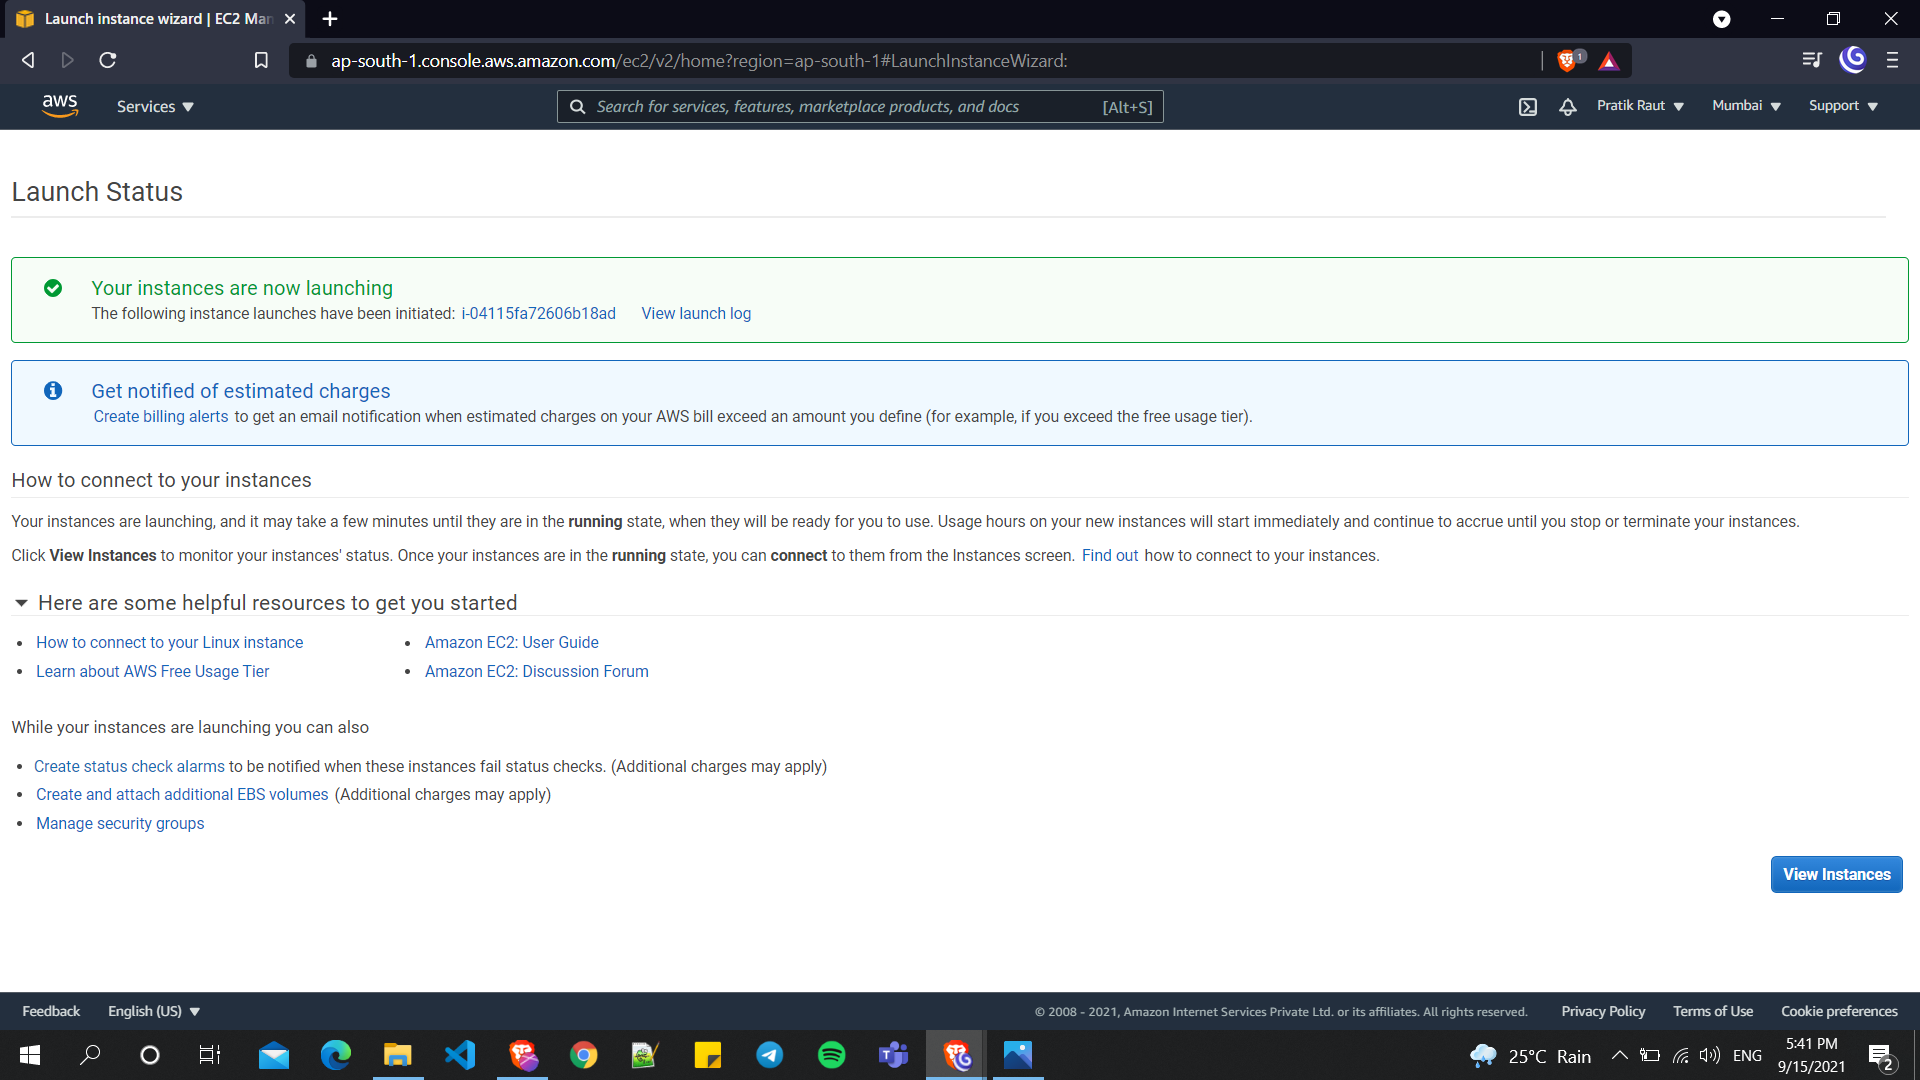 Launch instance wizard | EC2 Man
ap-south-1.console.aws.amazon.com/ec2/v2/home?region=ap-south-1#LaunchInstanceWizard:
1
aws
Services
Search for services, features, marketplace products, and docs
[Alt+S]
Pratik Raut
Mumbai
Support
Launch Status
Your instances are now launching
The following instance launches have been initiated: i-04115fa72606b18ad View launch log
Get notified of estimated charges
Create billing alerts to get an email notification when estimated charges on your AWS bill exceed an amount you define (for example, if you exceed the free usage tier).
How to connect to your instances
Your instances are launching, and it may take a few minutes until they are in the running state, when they will be ready for you to use. Usage hours on your new instances will start immediately and continue to accrue until you stop or terminate your instances.
Click View Instances to monitor your instances' status. Once your instances are in the running state, you can connect to them from the Instances screen. Find out how to connect to your instances.
Here are some helpful resources to get you started
• How to connect to your Linux instance
• Learn about AWS Free Usage Tier
• Amazon EC2: User Guide
• Amazon EC2: Discussion Forum
While your instances are launching you can also
• Create status check alarms to be notified when these instances fail status checks. (Additional charges may apply)
• Create and attach additional EBS volumes (Additional charges may apply)
• Manage security groups
View Instances
Feedback
English (US)
© 2008 - 2021, Amazon Internet Services Private Ltd. or its affiliates. All rights reserved.
Privacy Policy
Terms of Use
Cookie preferences
25°C Rain
ENG
5:41 PM
9/15/2021
2